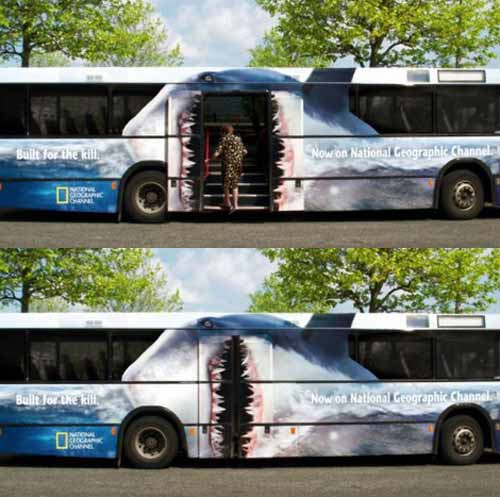 Built for the kill.
Now on National Geographic Channel.
NATIONAL
GEOGRAPHIC
CHANNEL
Built for the kill.
Now on National Geographic Channel.
NATIONAL
GEOGRAPHIC
CHANNEL